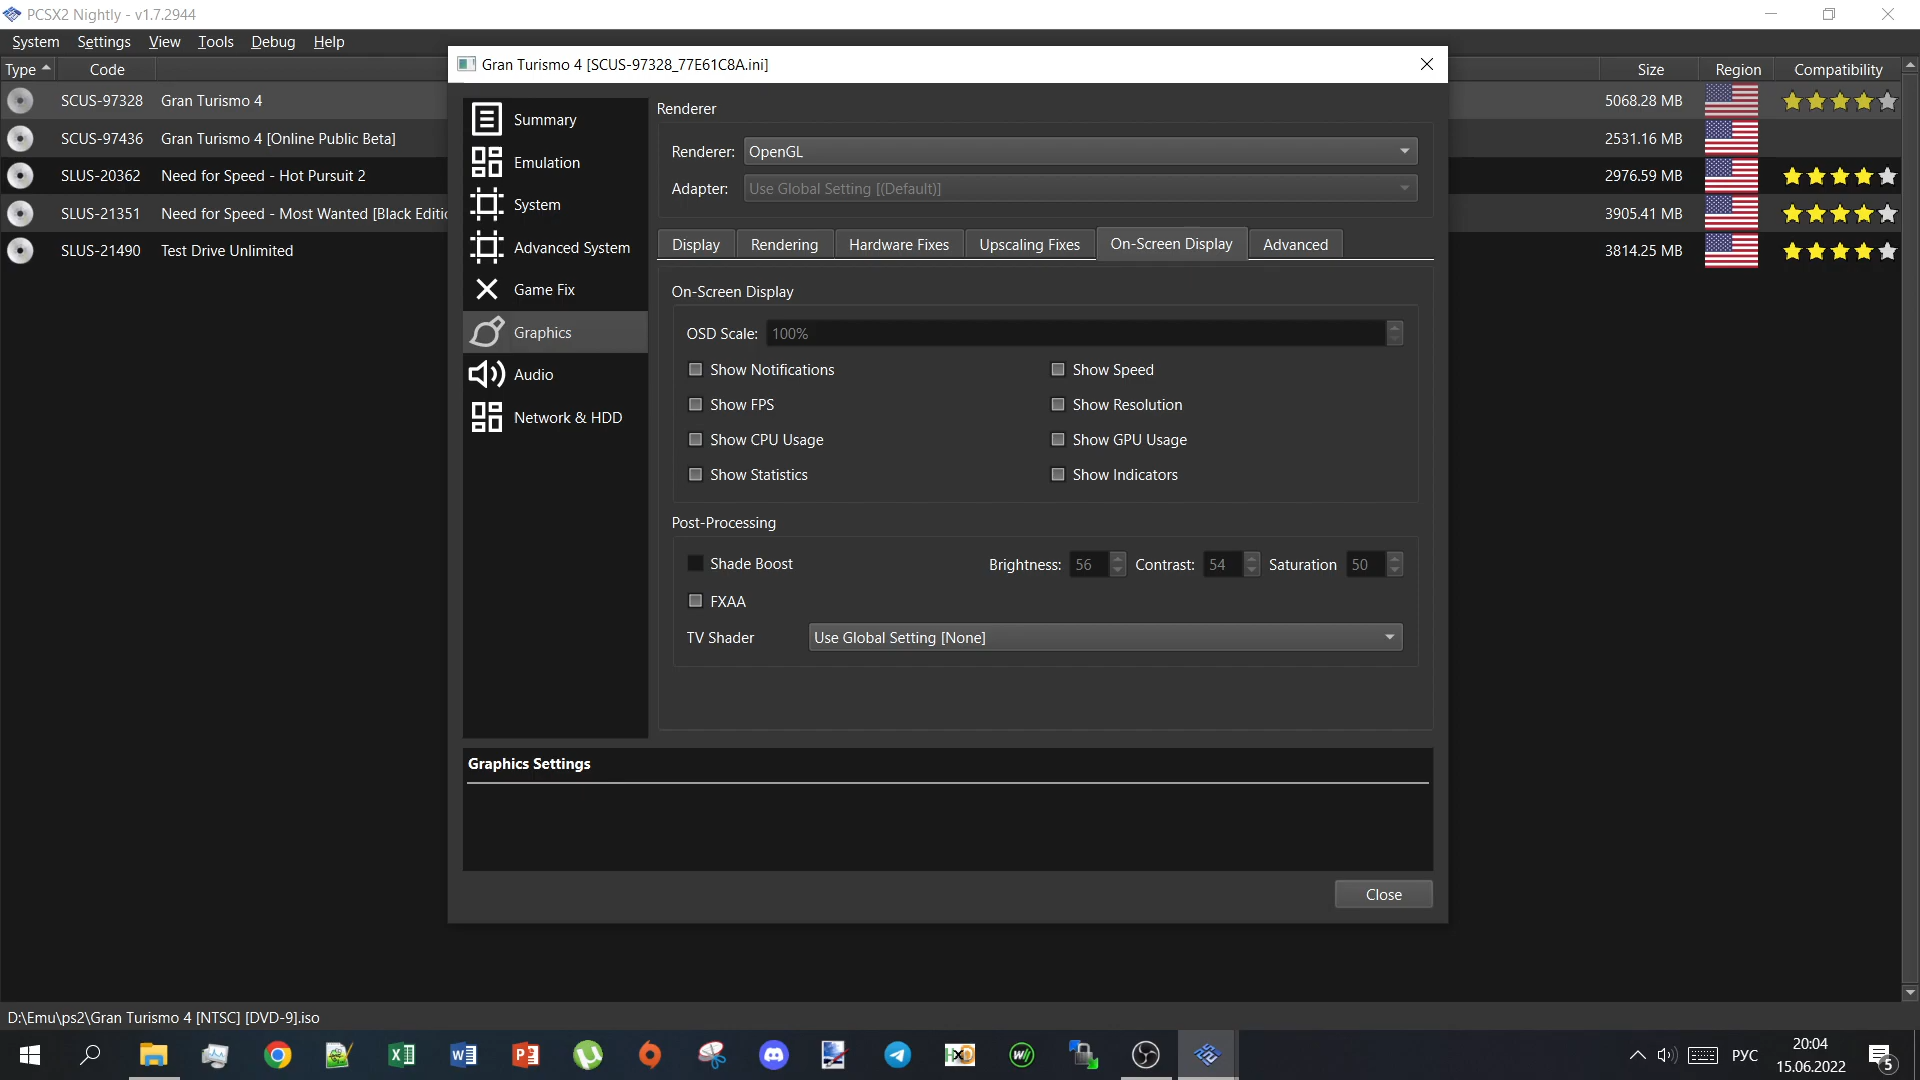 PCSX2 Nightly - v1.7.2944
System Settings View Tools Debug Help
Type Code Size Region Compatibility
SCUS-97328 Gran Turismo 4 5068.28 MB
SCUS-97436 Gran Turismo 4 [Online Public Beta] 2531.16 MB
SLUS-20362 Need for Speed - Hot Pursuit 2 2976.59 MB
SLUS-21351 Need for Speed - Most Wanted [Black Editi 3905.41 MB
SLUS-21490 Test Drive Unlimited 3814.25 MB
Gran Turismo 4 [SCUS-97328_77E61C8A.ini]
Summary
Emulation
System
Advanced System
Game Fix
Graphics
Audio
Network & HDD
Renderer
Renderer: OpenGL
Adapter: Use Global Setting [(Default)]
Display Rendering Hardware Fixes Upscaling Fixes On-Screen Display Advanced
On-Screen Display
OSD Scale: 100%
Show Notifications Show Speed
Show FPS Show Resolution
Show CPU Usage Show GPU Usage
Show Statistics Show Indicators
Post-Processing
Shade Boost Brightness: 56 Contrast: 54 Saturation 50
FXAA
TV Shader Use Global Setting [None]
Graphics Settings
Close
D:\Emu\ps2\Gran Turismo 4 [NTSC] [DVD-9].iso
РУС 20:04
15.06.2022 5